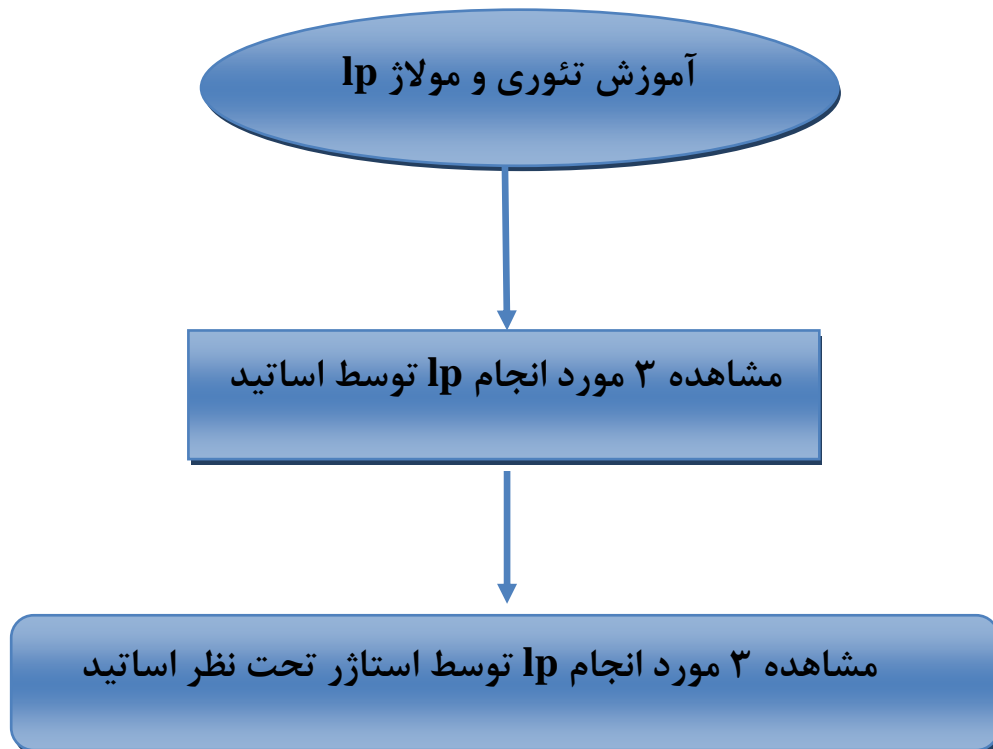 آموزش تئوری و مولاژ lp
مشاهده ۳ مورد انجام lp توسط اساتید
مشاهده ۳ مورد انجام lp توسط استاژر تحت نظر اساتید